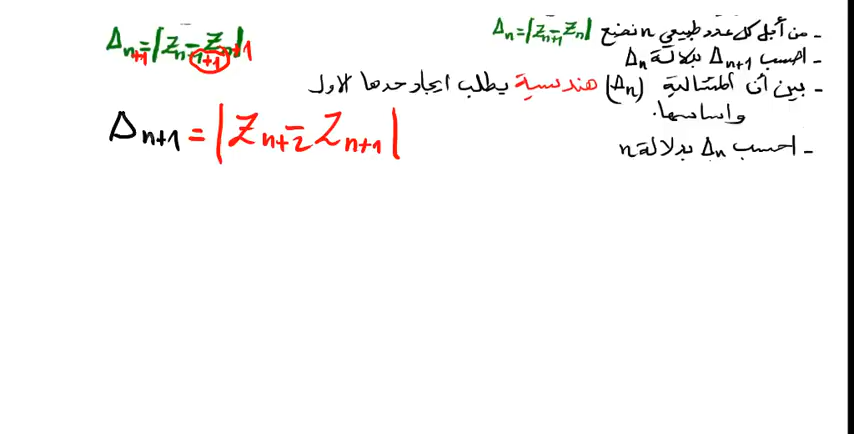 - من أجل كل عدد طبيعي n نضع Δn=|Zn+1-Zn|
- احسب Δn+1 بدلالة Δn
- بين أن المتتالية (Δn) هندسية يطلب ايجاد حدها الاول
واساسها.
- احسب Δn بدلالة n
Δn+1=|Zn+1+1-Zn+1|
Δn+1=|Zn+2-Zn+1|